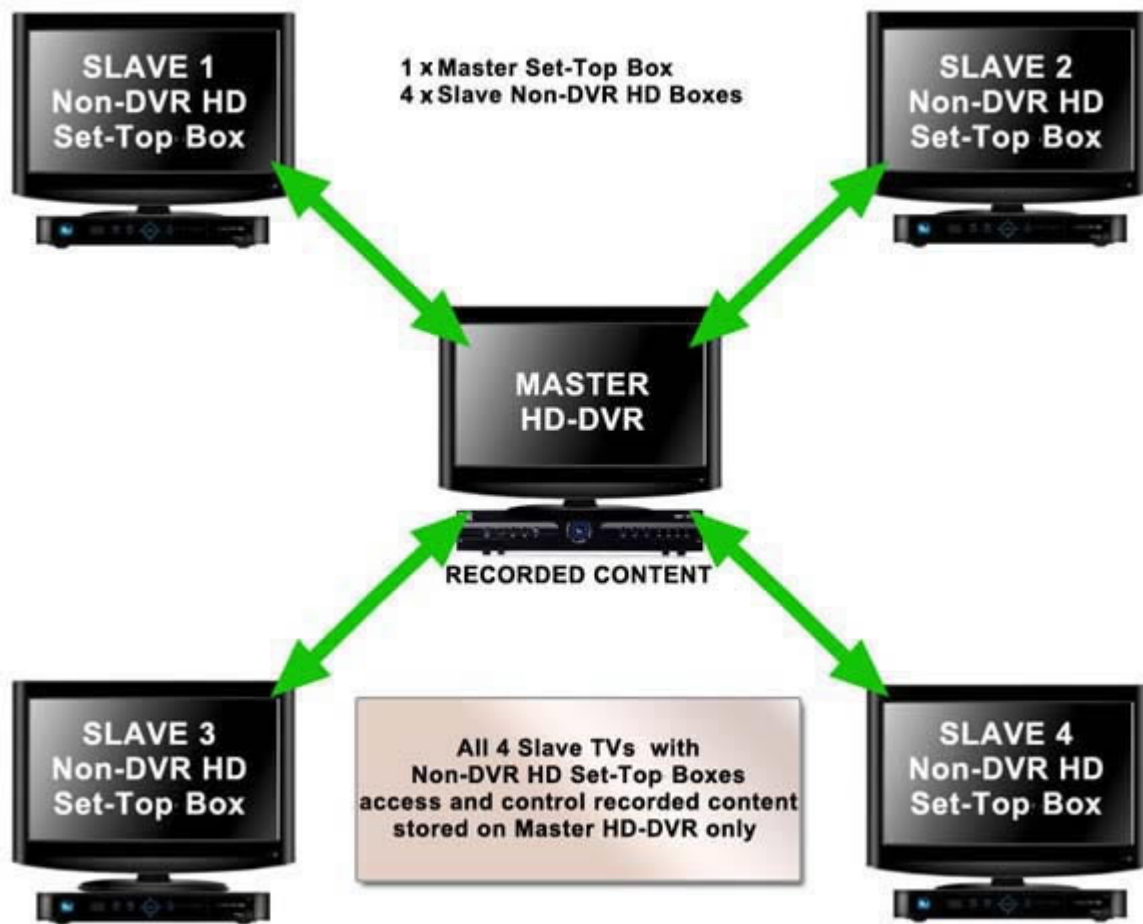 SLAVE 1
Non-DVR HD
Set-Top Box
1 x Master Set-Top Box
4 x Slave Non-DVR HD Boxes
SLAVE 2
Non-DVR HD
Set-Top Box
MASTER
HD-DVR
RECORDED CONTENT
SLAVE 3
Non-DVR HD
Set-Top Box
All 4 Slave TVs with
Non-DVR HD Set-Top Boxes
access and control recorded content
stored on Master HD-DVR only
SLAVE 4
Non-DVR HD
Set-Top Box